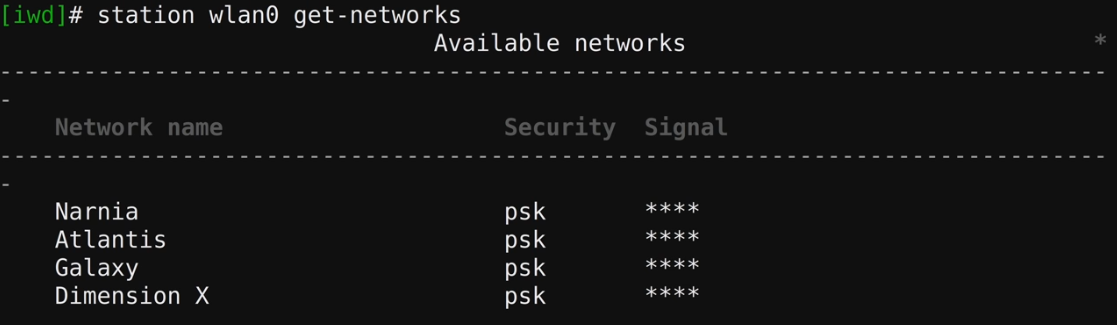 [iwd]# station wlan0 get-networks
Available networks *
--------------------------------------------------------------------------------
-
Network name Security Signal
--------------------------------------------------------------------------------
-
Narnia psk ****
Atlantis psk ****
Galaxy psk ****
Dimension X psk ****